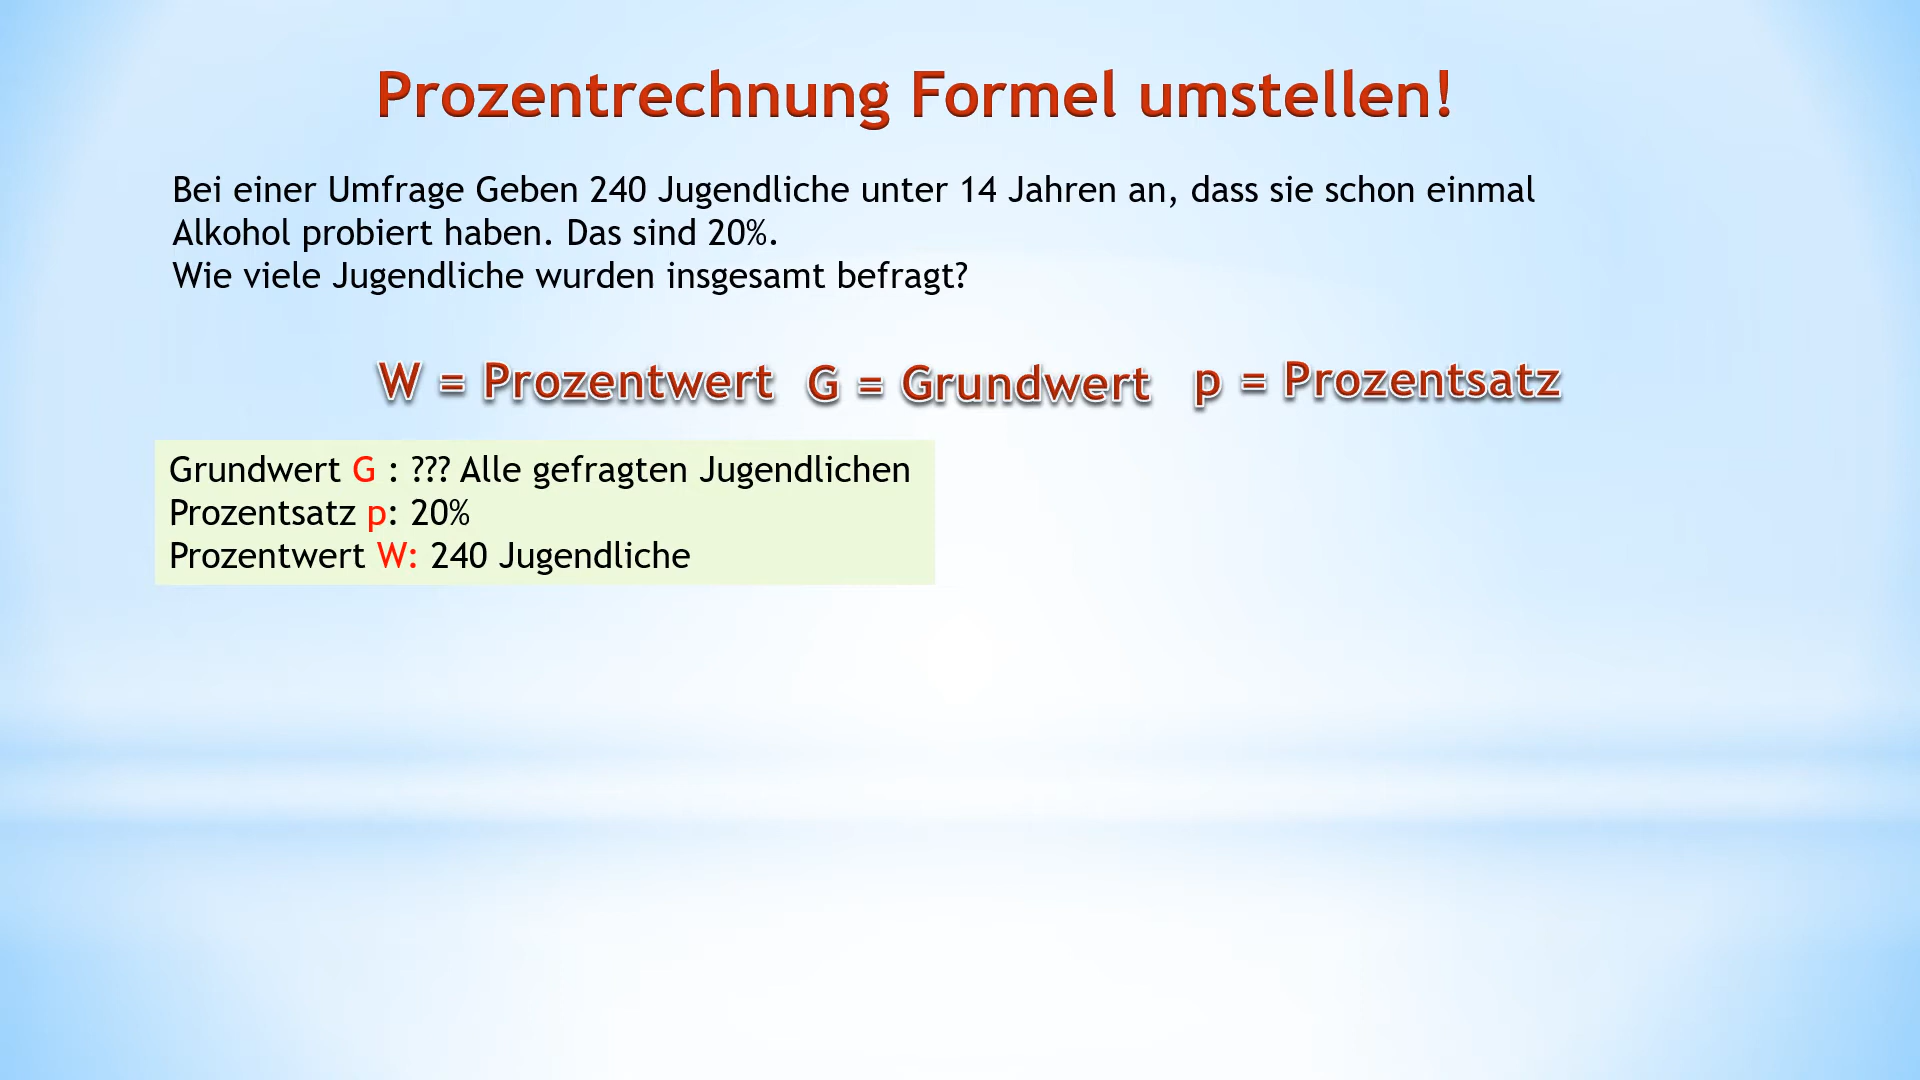 Prozentrechnung Formel umstellen!
Bei einer Umfrage Geben 240 Jugendliche unter 14 Jahren an, dass sie schon einmal
Alkohol probiert haben. Das sind 20%.
Wie viele Jugendliche wurden insgesamt befragt?
W = Prozentwert G = Grundwert p = Prozentsatz
Grundwert G : ??? Alle gefragten Jugendlichen
Prozentsatz p: 20%
Prozentwert W: 240 Jugendliche